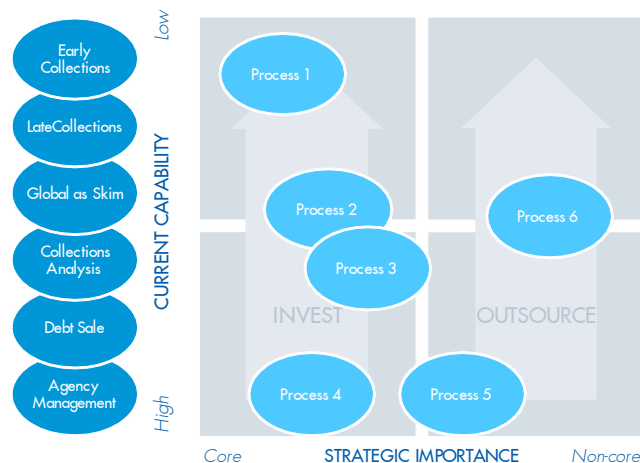 Early
Collections
LateCollections
Global as Skim
Collections
Analysis
Debt Sale
Agency
Management
Low
CURRENT CAPABILITY
High
Process 1
Process 2
Process 3
Process 6
INVEST
OUTSOURCE
Process 4
Process 5
Core
STRATEGIC IMPORTANCE
Non-core